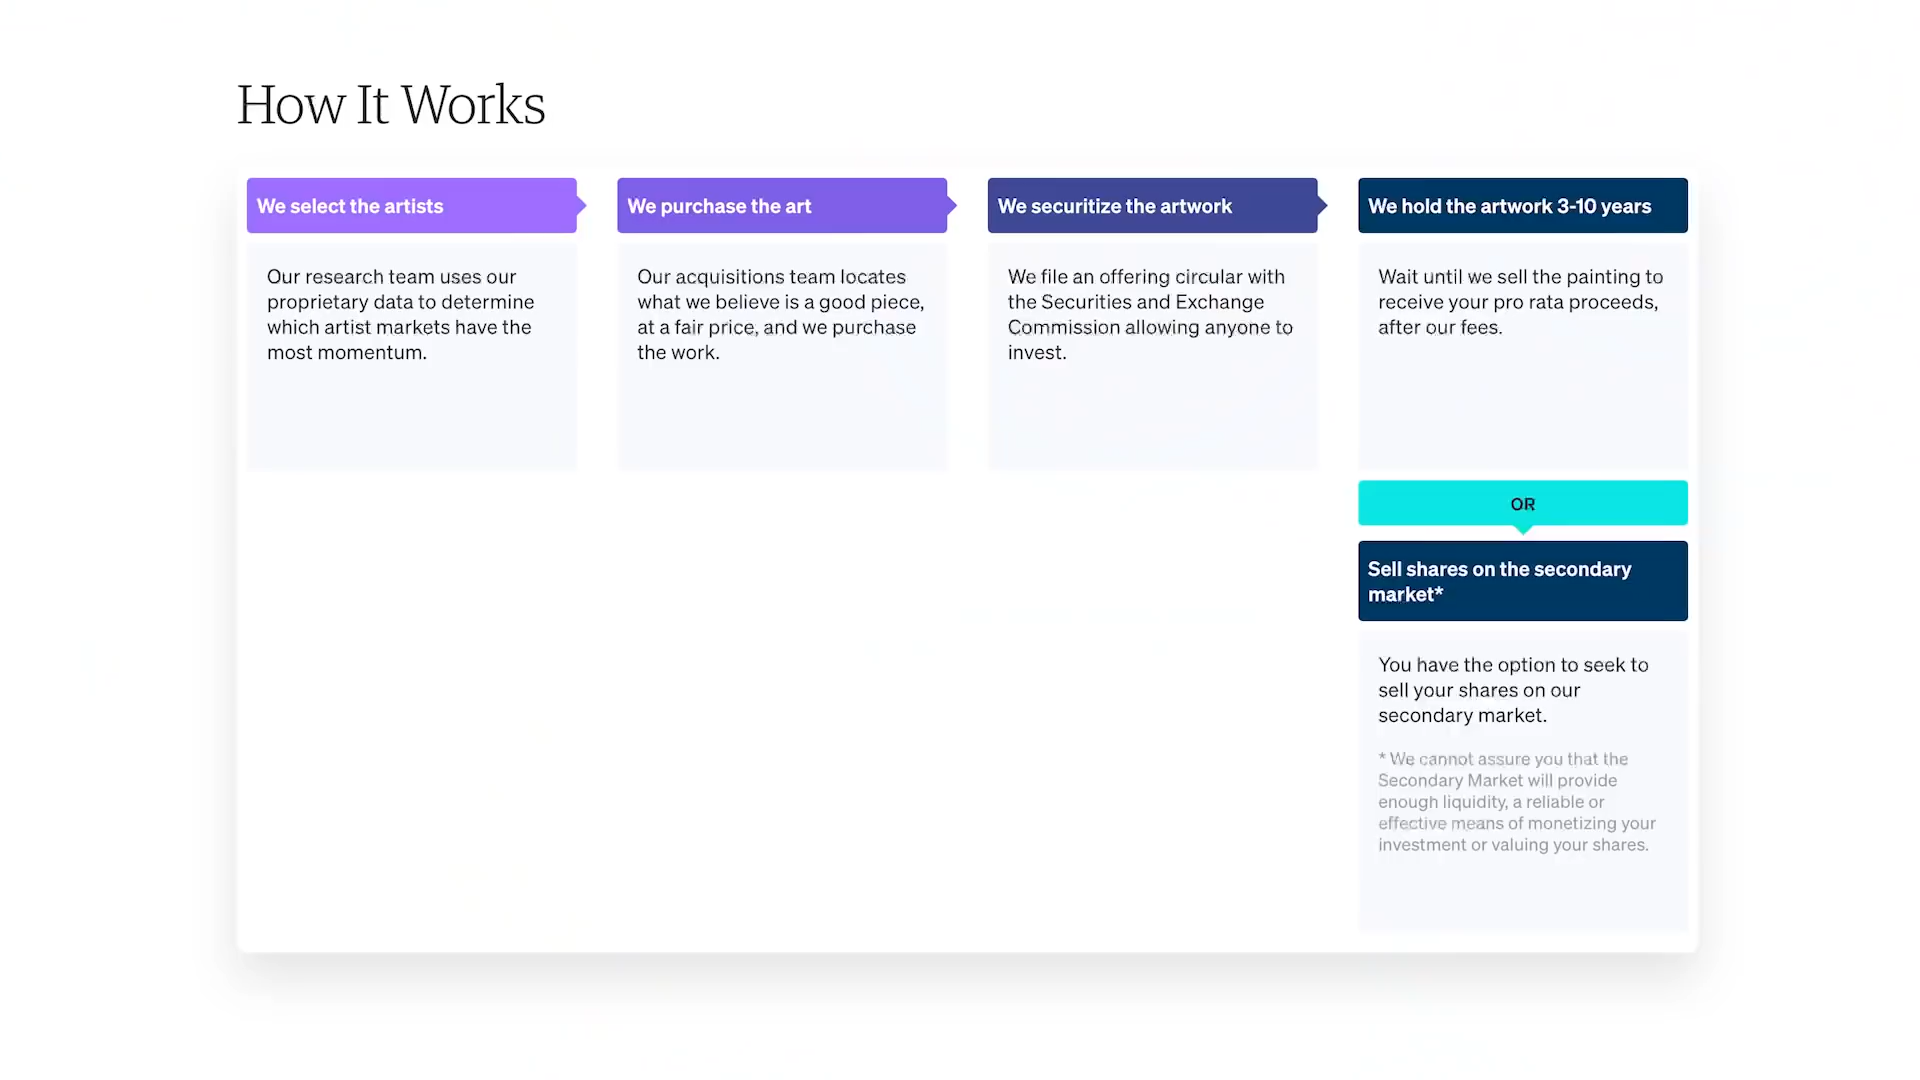 How It Works
We select the artists
Our research team uses our
proprietary data to determine
which artist markets have the
most momentum.
We purchase the art
Our acquisitions team locates
what we believe is a good piece,
at a fair price, and we purchase
the work.
We securitize the artwork
We file an offering circular with
the Securities and Exchange
Commission allowing anyone to
invest.
We hold the artwork 3-10 years
Wait until we sell the painting to
receive your pro rata proceeds,
after our fees.
OR
Sell shares on the secondary
market*
You have the option to seek to
sell your shares on our
secondary market.
* We cannot assure you that the
Secondary Market will provide
enough liquidity, a reliable or
effective means of monetizing your
investment or valuing your shares.